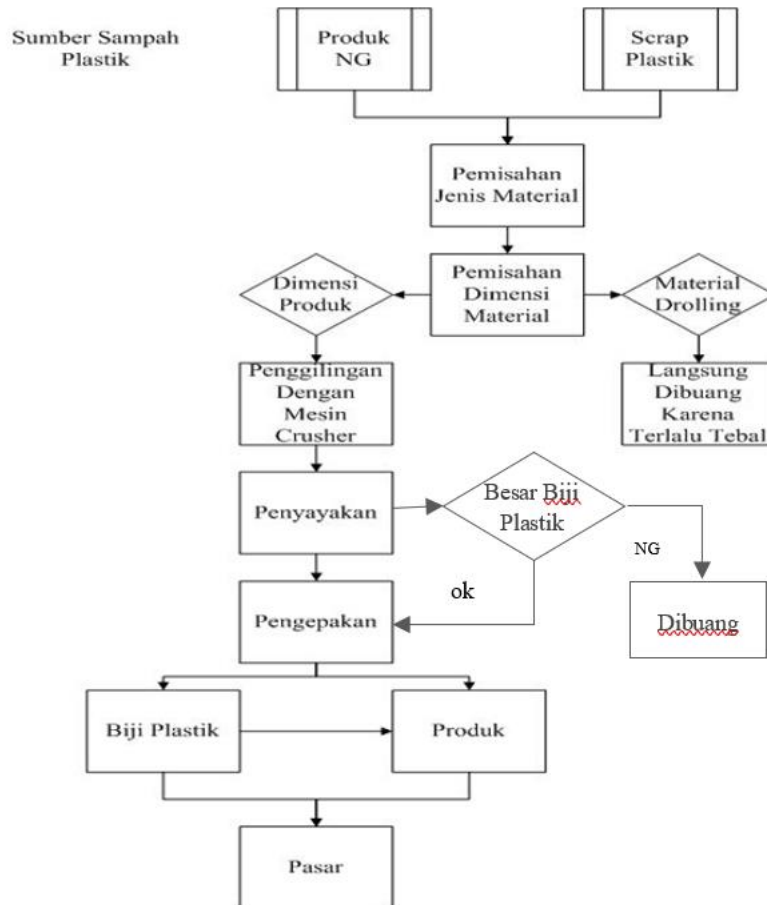 Sumber Sampah
Plastik
Produk
NG
Scrap
Plastik
Pemisahan
Jenis Material
Dimensi
Produk
Pemisahan
Dimensi
Material
Material
Drolling
Penggilingan
Dengan
Mesin
Crusher
Langsung
Dibuang
Karena
Terlalu Tebal
Penyayakan
Besar Biji
Plastik
NG
ok
Pengepakan
Dibuang
Biji Plastik
Produk
Pasar